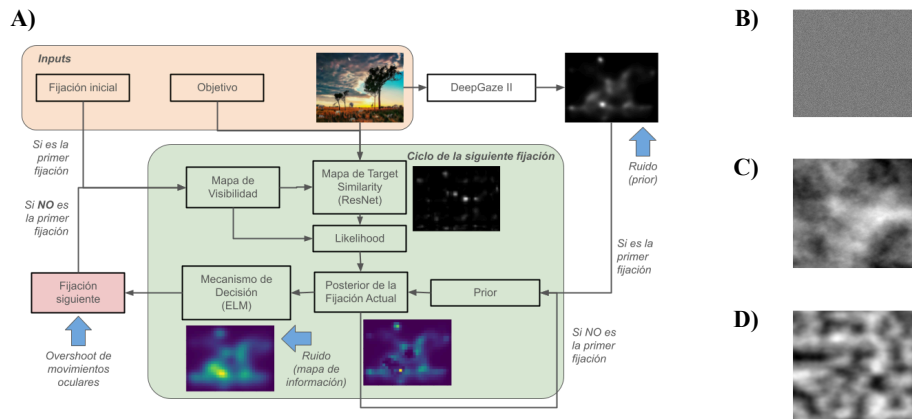 A)
Inputs
Fijación inicial
Objetivo
DeepGaze II
Si es la
primer
fijación
Ciclo de la siguiente fijación
Ruido
(prior)
Mapa de
Visibilidad
Mapa de Target
Similarity
(ResNet)
Si NO es
la primer
fijación
Likelihood
Si es la
primer
fijación
Fijación
siguiente
Mecanismo de
Decisión
(ELM)
Posterior de la
Fijación Actual
Prior
Si NO es
la primer
fijación
Overshoot de
movimientos
oculares
Ruido
(mapa de
información)
B)
C)
D)